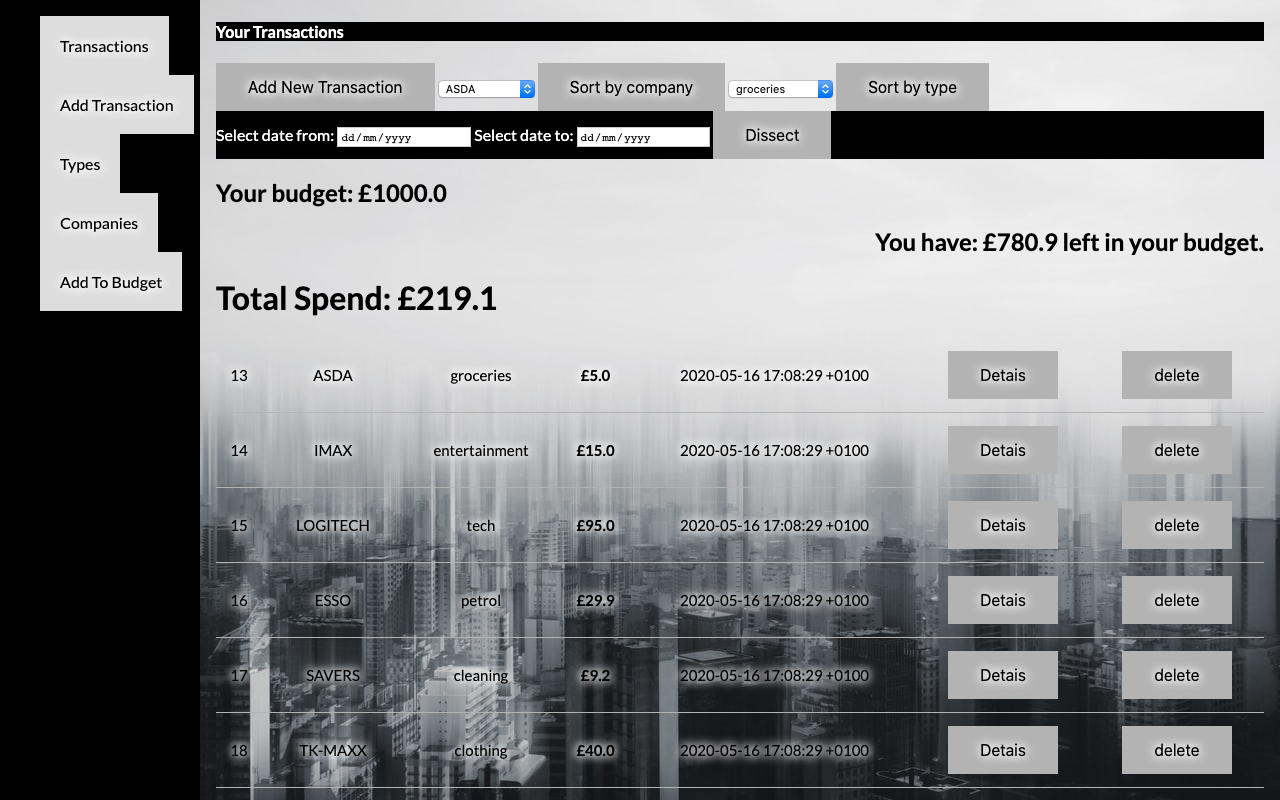 Transactions
Add Transaction
Types
Companies
Add To Budget
Your Transactions
Add New Transaction ASDA Sort by company groceries Sort by type
Select date from: dd/mm/yyyy Select date to: dd/mm/yyyy Dissect
Your budget: £1000.0
You have: £780.9 left in your budget.
Total Spend: £219.1
13 ASDA groceries £5.0 2020-05-16 17:08:29 +0100 Detais delete
14 IMAX entertainment £15.0 2020-05-16 17:08:29 +0100 Detais delete
15 LOGITECH tech £95.0 2020-05-16 17:08:29 +0100 Detais delete
16 ESSO petrol £29.9 2020-05-16 17:08:29 +0100 Detais delete
17 SAVERS cleaning £9.2 2020-05-16 17:08:29 +0100 Detais delete
18 TK-MAXX clothing £40.0 2020-05-16 17:08:29 +0100 Detais delete